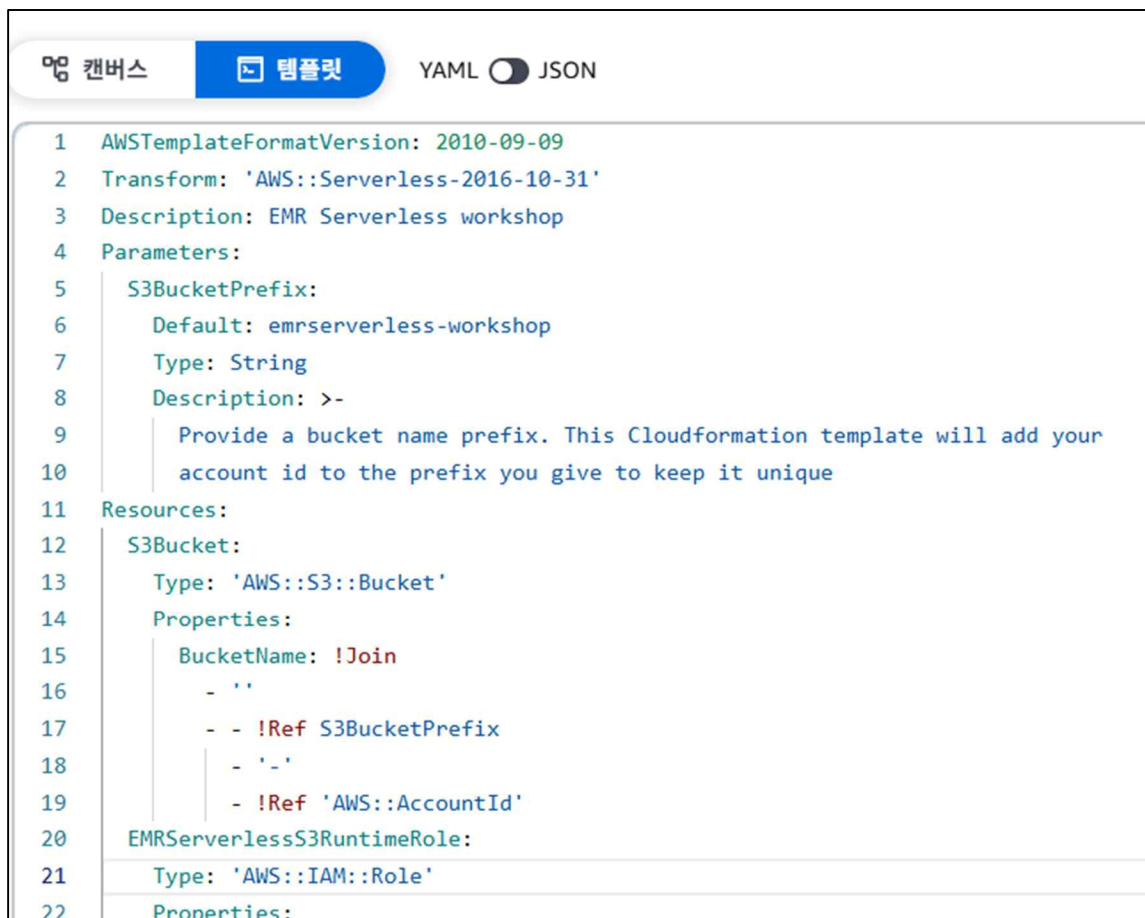 캔버스 템플릿 YAML JSON
1 AWSTemplateFormatVersion: 2010-09-09
2 Transform: 'AWS::Serverless-2016-10-31'
3 Description: EMR Serverless workshop
4 Parameters:
5 S3BucketPrefix:
6 Default: emrserverless-workshop
7 Type: String
8 Description: >-
9 Provide a bucket name prefix. This Cloudformation template will add your
10 account id to the prefix you give to keep it unique
11 Resources:
12 S3Bucket:
13 Type: 'AWS::S3::Bucket'
14 Properties:
15 BucketName: !Join
16 - ''
17 - - !Ref S3BucketPrefix
18 - '-'
19 - !Ref 'AWS::AccountId'
20 EMRServerlessS3RuntimeRole:
21 Type: 'AWS::IAM::Role'
22 Properties: